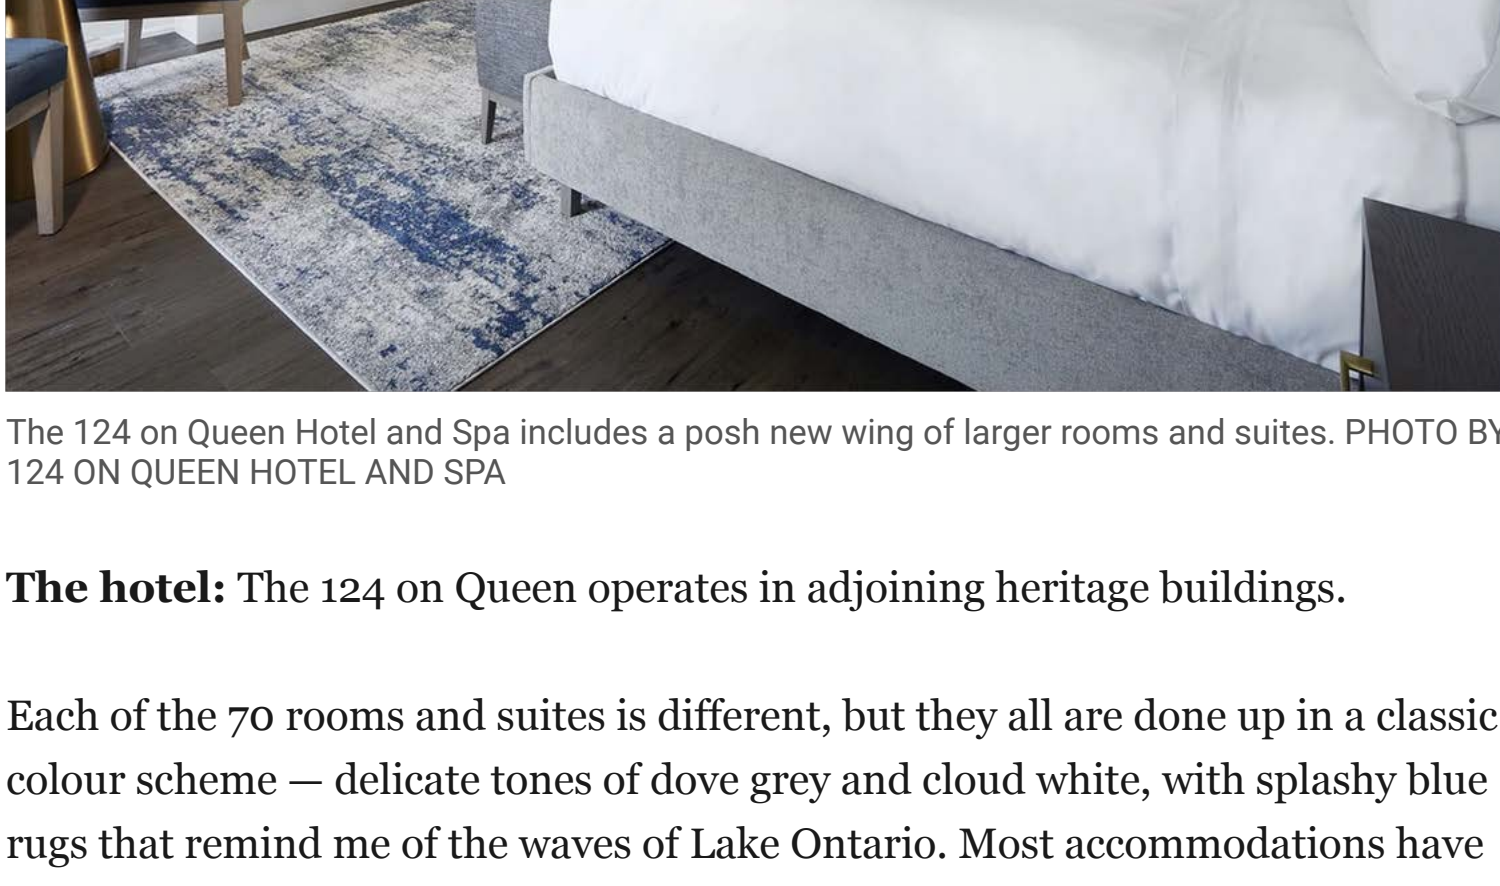 The 124 on Queen Hotel and Spa includes a posh new wing of larger rooms and suites. PHOTO BY
124 ON QUEEN HOTEL AND SPA
The hotel: The 124 on Queen operates in adjoining heritage buildings.
Each of the 70 rooms and suites is different, but they all are done up in a classic
colour scheme — delicate tones of dove grey and cloud white, with splashy blue
rugs that remind me of the waves of Lake Ontario. Most accommodations have